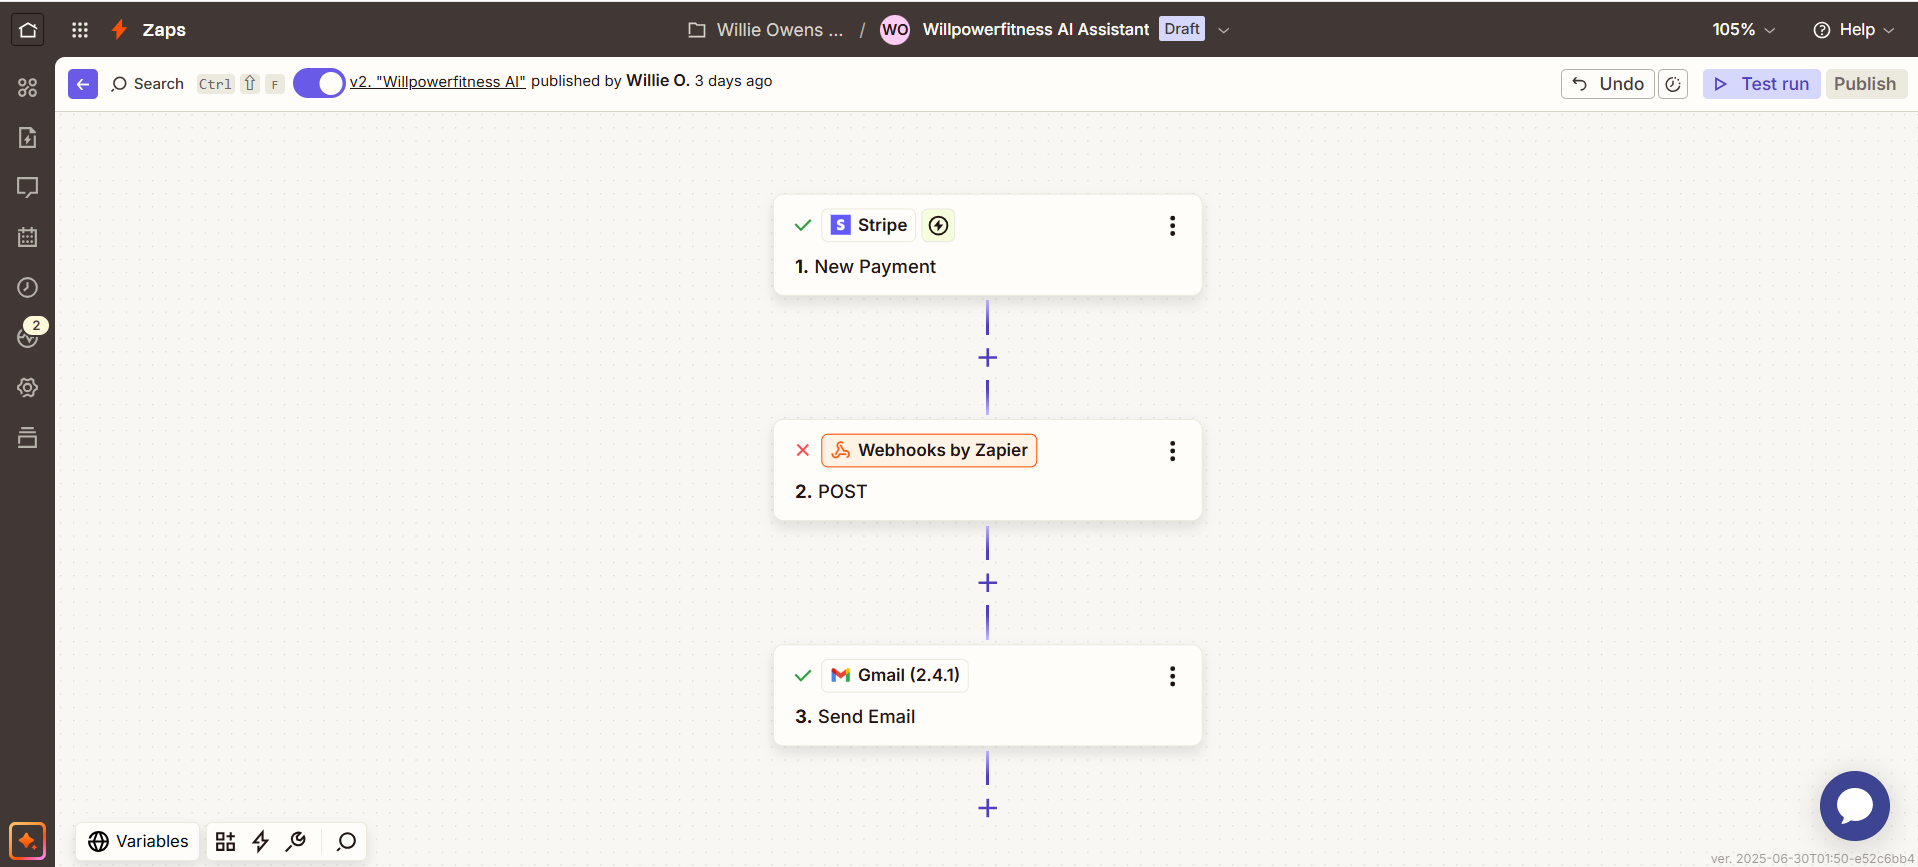 Zaps
Willie Owens ... / WO Willpowerfitness AI Assistant Draft
105%
Help
Search Ctrl ⇧ F
v2. "Willpowerfitness AI" published by Willie O. 3 days ago
Undo
Test run
Publish
2
Stripe
1. New Payment
Webhooks by Zapier
2. POST
Gmail (2.4.1)
3. Send Email
Variables
ver. 2025-06-30T01:50-e52c6bb4